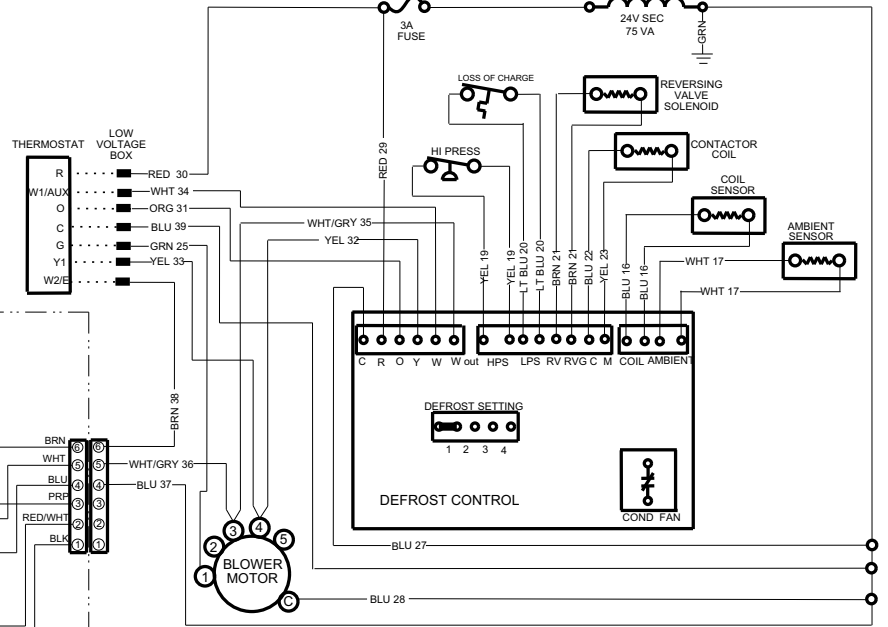 3A
FUSE
24V SEC
75 VA
GRN
LOSS OF CHARGE
REVERSING
VALVE
SOLENOID
THERMOSTAT
LOW
VOLTAGE
BOX
RED 29
HI PRESS
CONTACTOR
COIL
R
RED 30
W1/AUX
WHT 34
O
ORG 31
C
BLU 39
G
GRN 25
Y1
YEL 33
W2/E
COIL
SENSOR
AMBIENT
SENSOR
WHT/GRY 35
YEL 32
YEL 19
YEL 19
LT BLU 20
LT BLU 20
BRN 21
BRN 21
BLU 22
YEL 23
BLU 16
BLU 16
WHT 17
WHT 17
C R O Y W W out HPS LPS RV RVG C M COIL AMBIENT
DEFROST SETTING
1 2 3 4
BRN 38
BRN 6 6
WHT 5 5 WHT/GRY 36
BLU 4 4 BLU 37
PRP 3 3
RED/WHT 2 2
BLK 1 1
DEFROST CONTROL
COND FAN
1 2 3 4 5 C
BLOWER
MOTOR
BLU 27
BLU 28